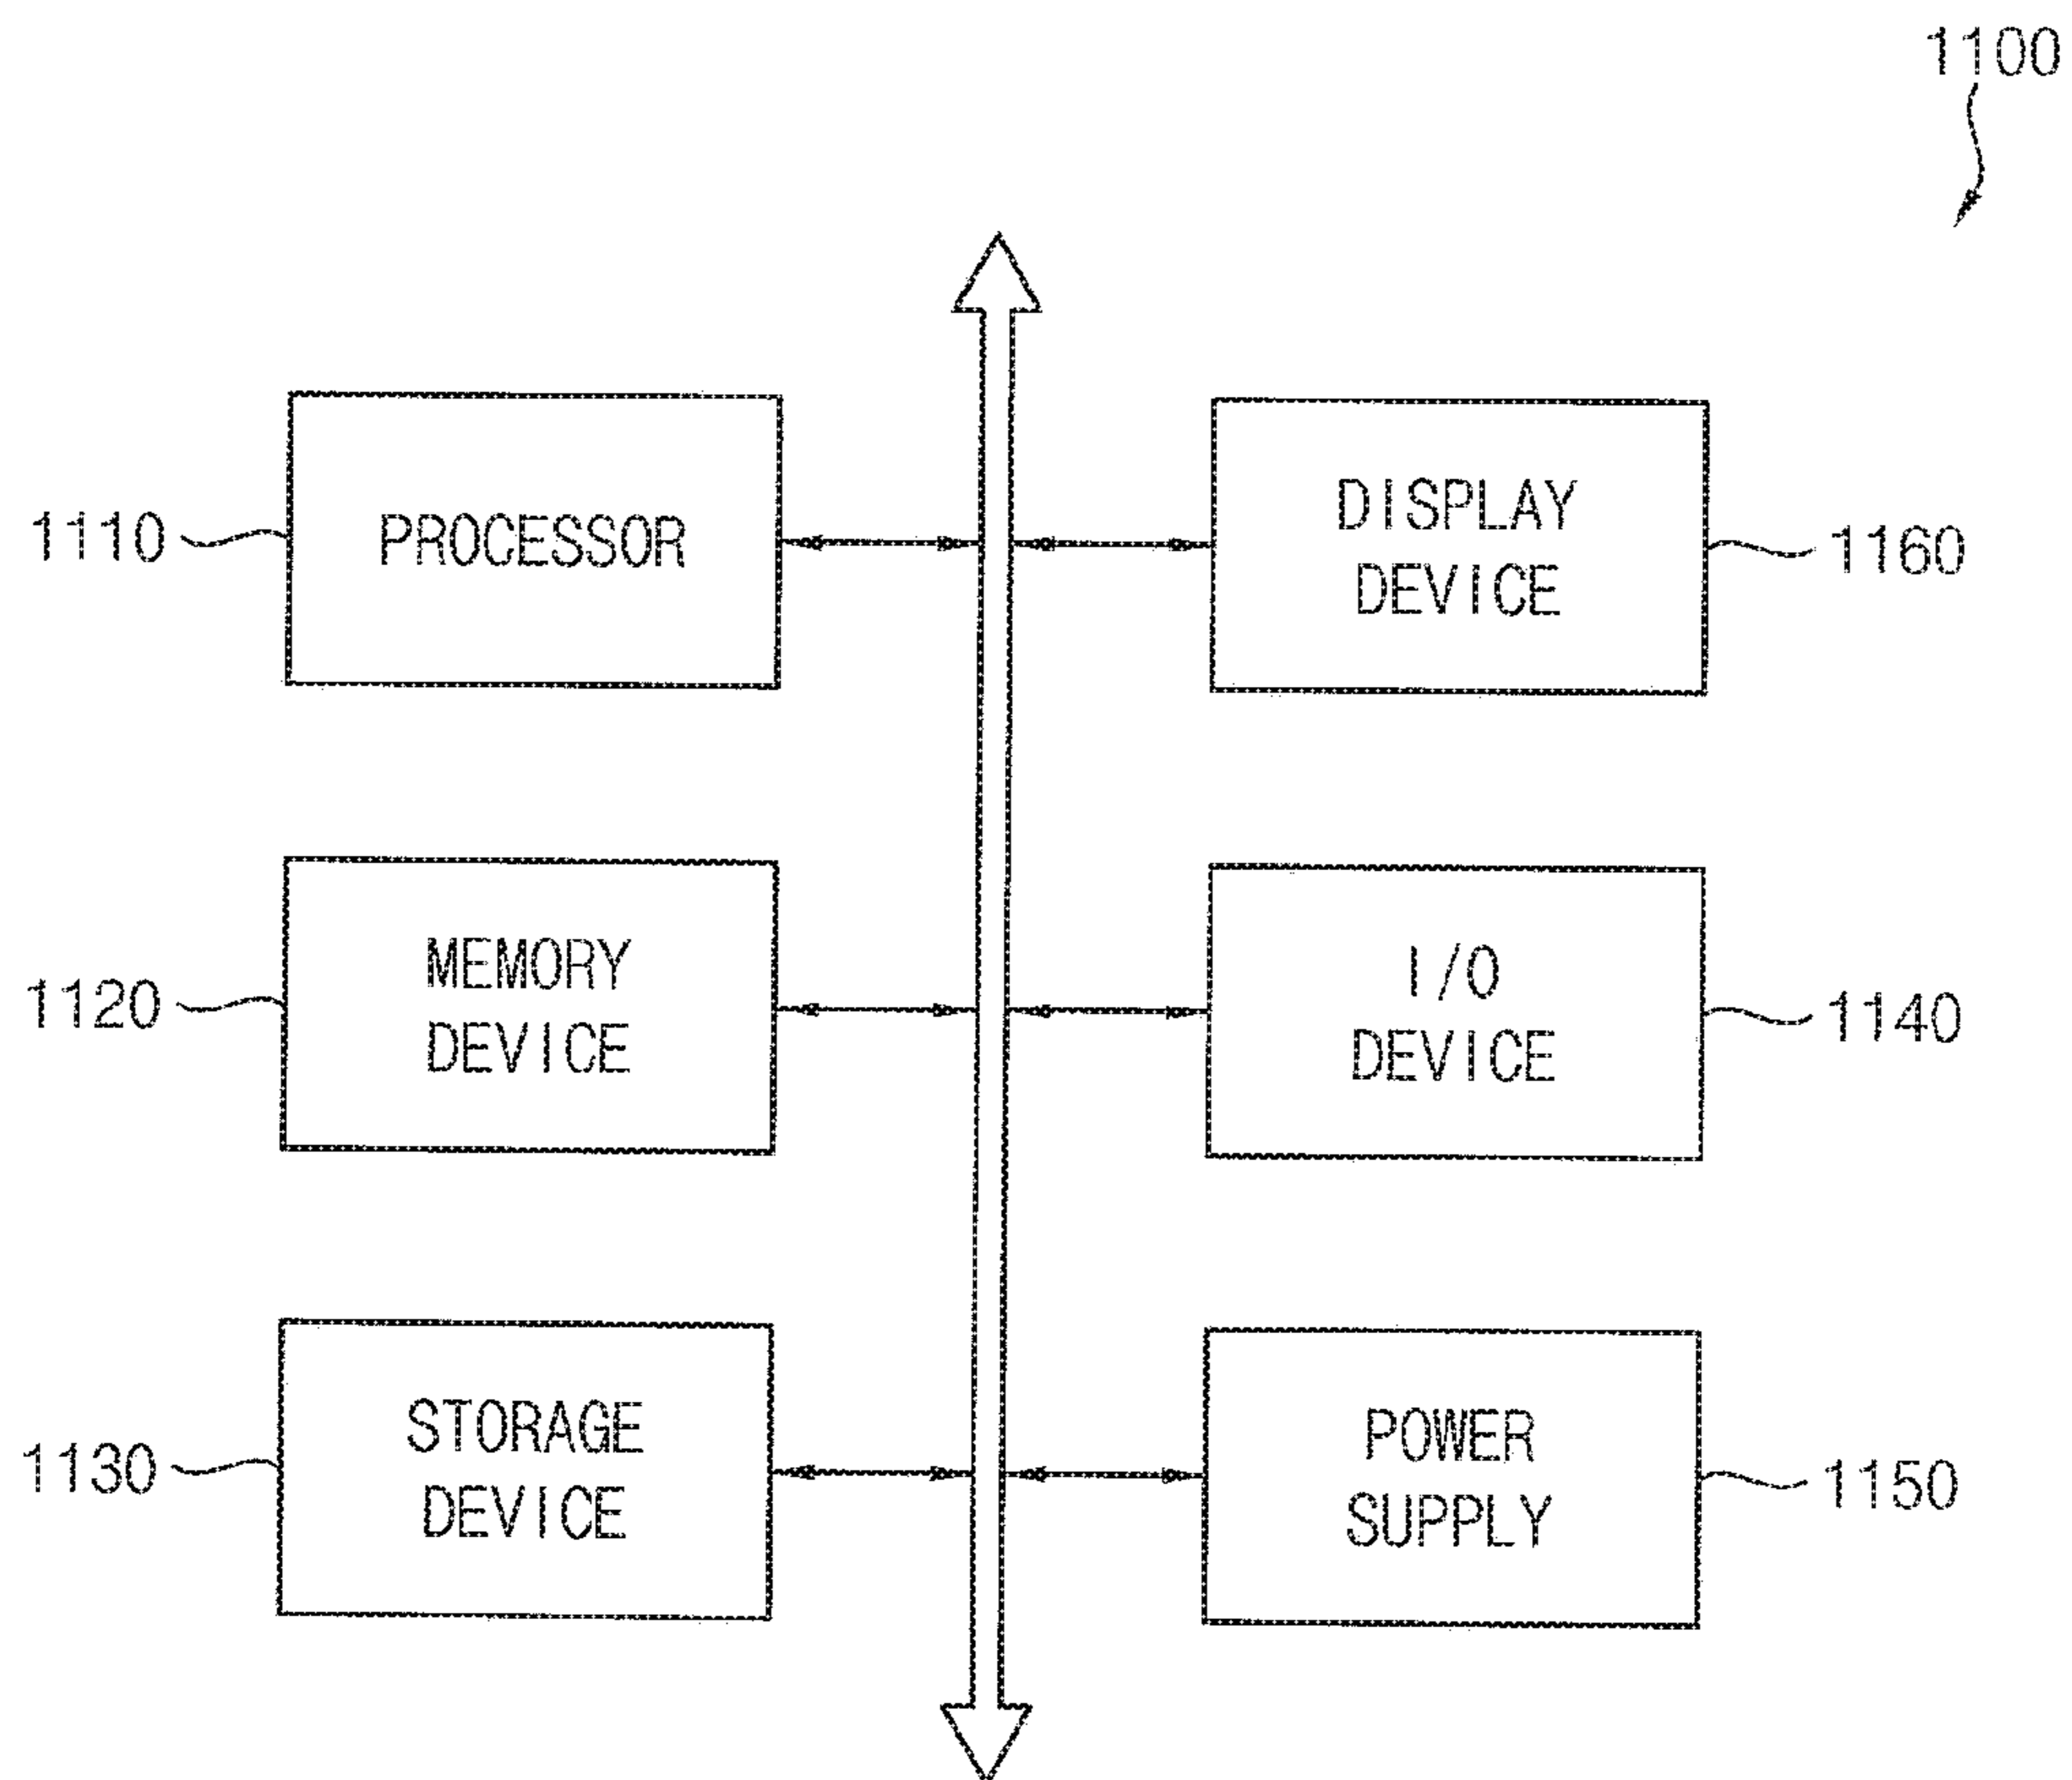 1100
1110
PROCESSOR
DISPLAY
DEVICE
1160
1120
MEMORY
DEVICE
I/O
DEVICE
1140
1130
STORAGE
DEVICE
POWER
SUPPLY
1150